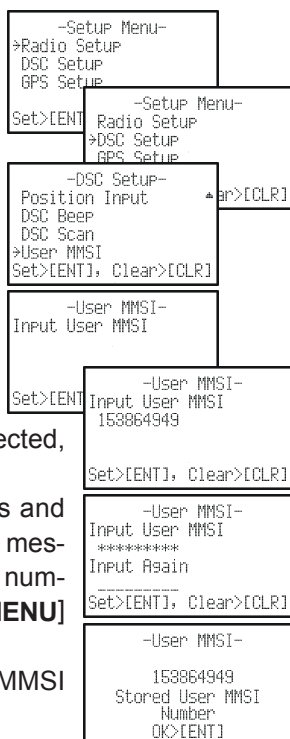 -Setup Menu-
→Radio Setup
DSC Setup
GPS Setup
Set>[ENT
-Setup Menu-
Radio Setup
→DSC Setup
GPS Setup
ar>[CLR]
-DSC Setup-
Position Input
DSC Beep
DSC Scan
→User MMSI
Set>[ENT], Clear>[CLR]
-User MMSI-
Input User MMSI
Set>[ENT
-User MMSI-
Input User MMSI
153864949
Set>[ENT], Clear>[CLR]
ected,
s and
mes-
num-
ENU]
MMSI
-User MMSI-
Input User MMSI
*********
Input Again
_________
Set>[ENT], Clear>[CLR]
-User MMSI-
153864949
Stored User MMSI
Number
OK>[ENT]